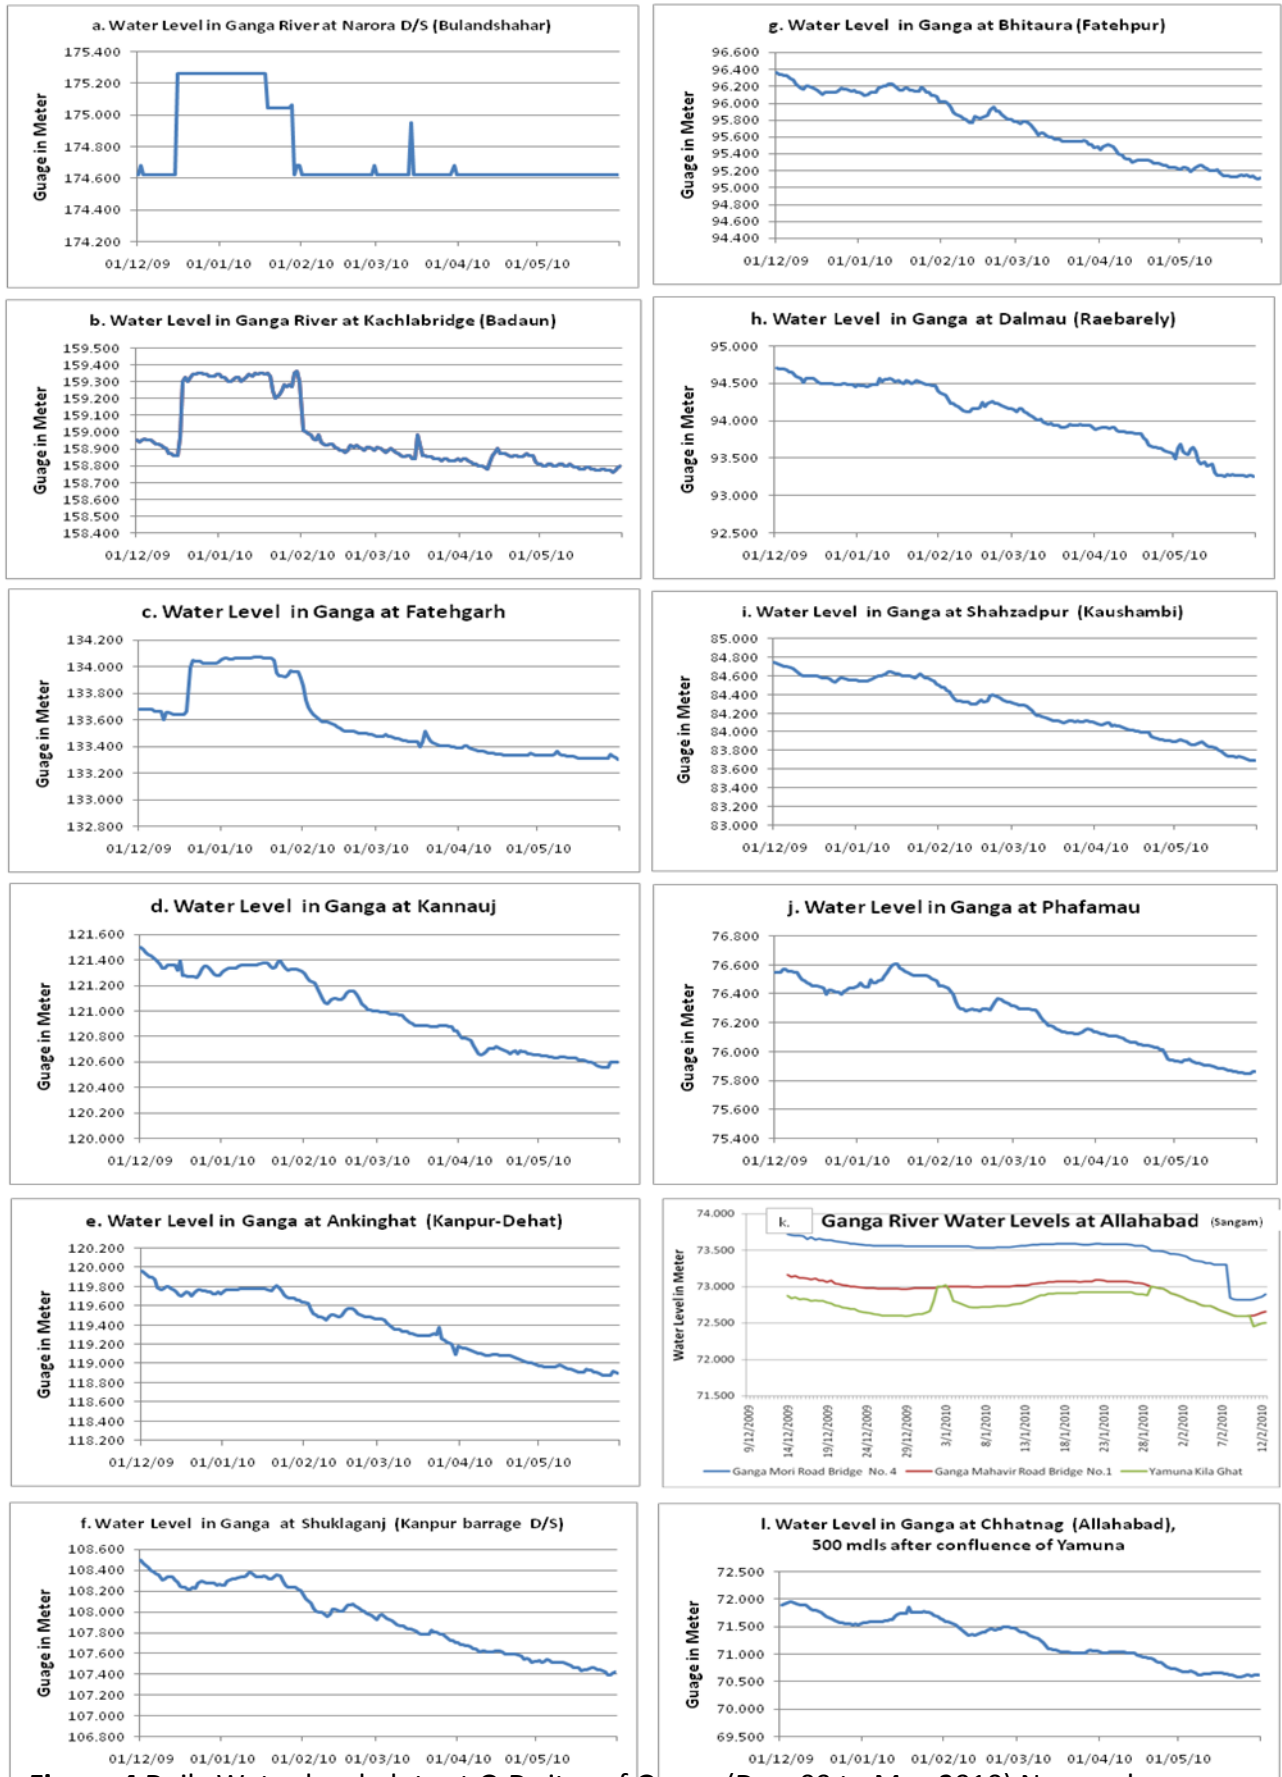 a. Water Level in Ganga River at Narora D/S (Bulandshahar)
Guage in Meter
175.400
175.200
175.000
174.800
174.600
174.400
174.200
01/12/09 01/01/10 01/02/10 01/03/10 01/04/10 01/05/10
b. Water Level in Ganga River at Kachlabridge (Badaun)
Guage in Meter
159.500
159.400
159.300
159.200
159.100
159.000
158.900
158.800
158.700
158.600
158.500
158.400
01/12/09 01/01/10 01/02/10 01/03/10 01/04/10 01/05/10
c. Water Level in Ganga at Fatehgarh
Guage in Meter
134.200
134.000
133.800
133.600
133.400
133.200
133.000
132.800
01/12/09 01/01/10 01/02/10 01/03/10 01/04/10 01/05/10
d. Water Level in Ganga at Kannauj
Guage in Meter
121.600
121.400
121.200
121.000
120.800
120.600
120.400
120.200
120.000
01/12/09 01/01/10 01/02/10 01/03/10 01/04/10 01/05/10
e. Water Level in Ganga at Ankinghat (Kanpur-Dehat)
Guage in Meter
120.200
120.000
119.800
119.600
119.400
119.200
119.000
118.800
118.600
118.400
118.200
01/12/09 01/01/10 01/02/10 01/03/10 01/04/10 01/05/10
f. Water Level in Ganga at Shuklaganj (Kanpur barrage D/S)
Guage in Meter
108.600
108.400
108.200
108.000
107.800
107.600
107.400
107.200
107.000
106.800
01/12/09 01/01/10 01/02/10 01/03/10 01/04/10 01/05/10
g. Water Level in Ganga at Bhitaura (Fatehpur)
Guage in Meter
96.600
96.400
96.200
96.000
95.800
95.600
95.400
95.200
95.000
94.800
94.600
94.400
01/12/09 01/01/10 01/02/10 01/03/10 01/04/10 01/05/10
h. Water Level in Ganga at Dalmau (Raebarely)
Guage in Meter
95.000
94.500
94.000
93.500
93.000
92.500
01/12/09 01/01/10 01/02/10 01/03/10 01/04/10 01/05/10
i. Water Level in Ganga at Shahzadpur (Kaushambi)
Guage in Meter
85.000
84.800
84.600
84.400
84.200
84.000
83.800
83.600
83.400
83.200
83.000
01/12/09 01/01/10 01/02/10 01/03/10 01/04/10 01/05/10
j. Water Level in Ganga at Phafamau
Guage in Meter
76.800
76.600
76.400
76.200
76.000
75.800
75.600
75.400
01/12/09 01/01/10 01/02/10 01/03/10 01/04/10 01/05/10
k. Ganga River Water Levels at Allahabad (Sangam)
Water Level in Meter
74.000
73.500
73.000
72.500
72.000
71.500
9/12/2009 14/12/2009 19/12/2009 24/12/2009 29/12/2009 3/1/2010 8/1/2010 13/1/2010 18/1/2010 23/1/2010 28/1/2010 2/2/2010 7/2/2010 12/2/2010
Ganga Mori Road Bridge No. 4 Ganga Mahavir Road Bridge No.1 Yamuna Kila Ghat
l. Water Level in Ganga at Chhatnag (Allahabad),
500 mdls after confluence of Yamuna
Guage in Meter
72.500
72.000
71.500
71.000
70.500
70.000
69.500
01/12/09 01/01/10 01/02/10 01/03/10 01/04/10 01/05/10